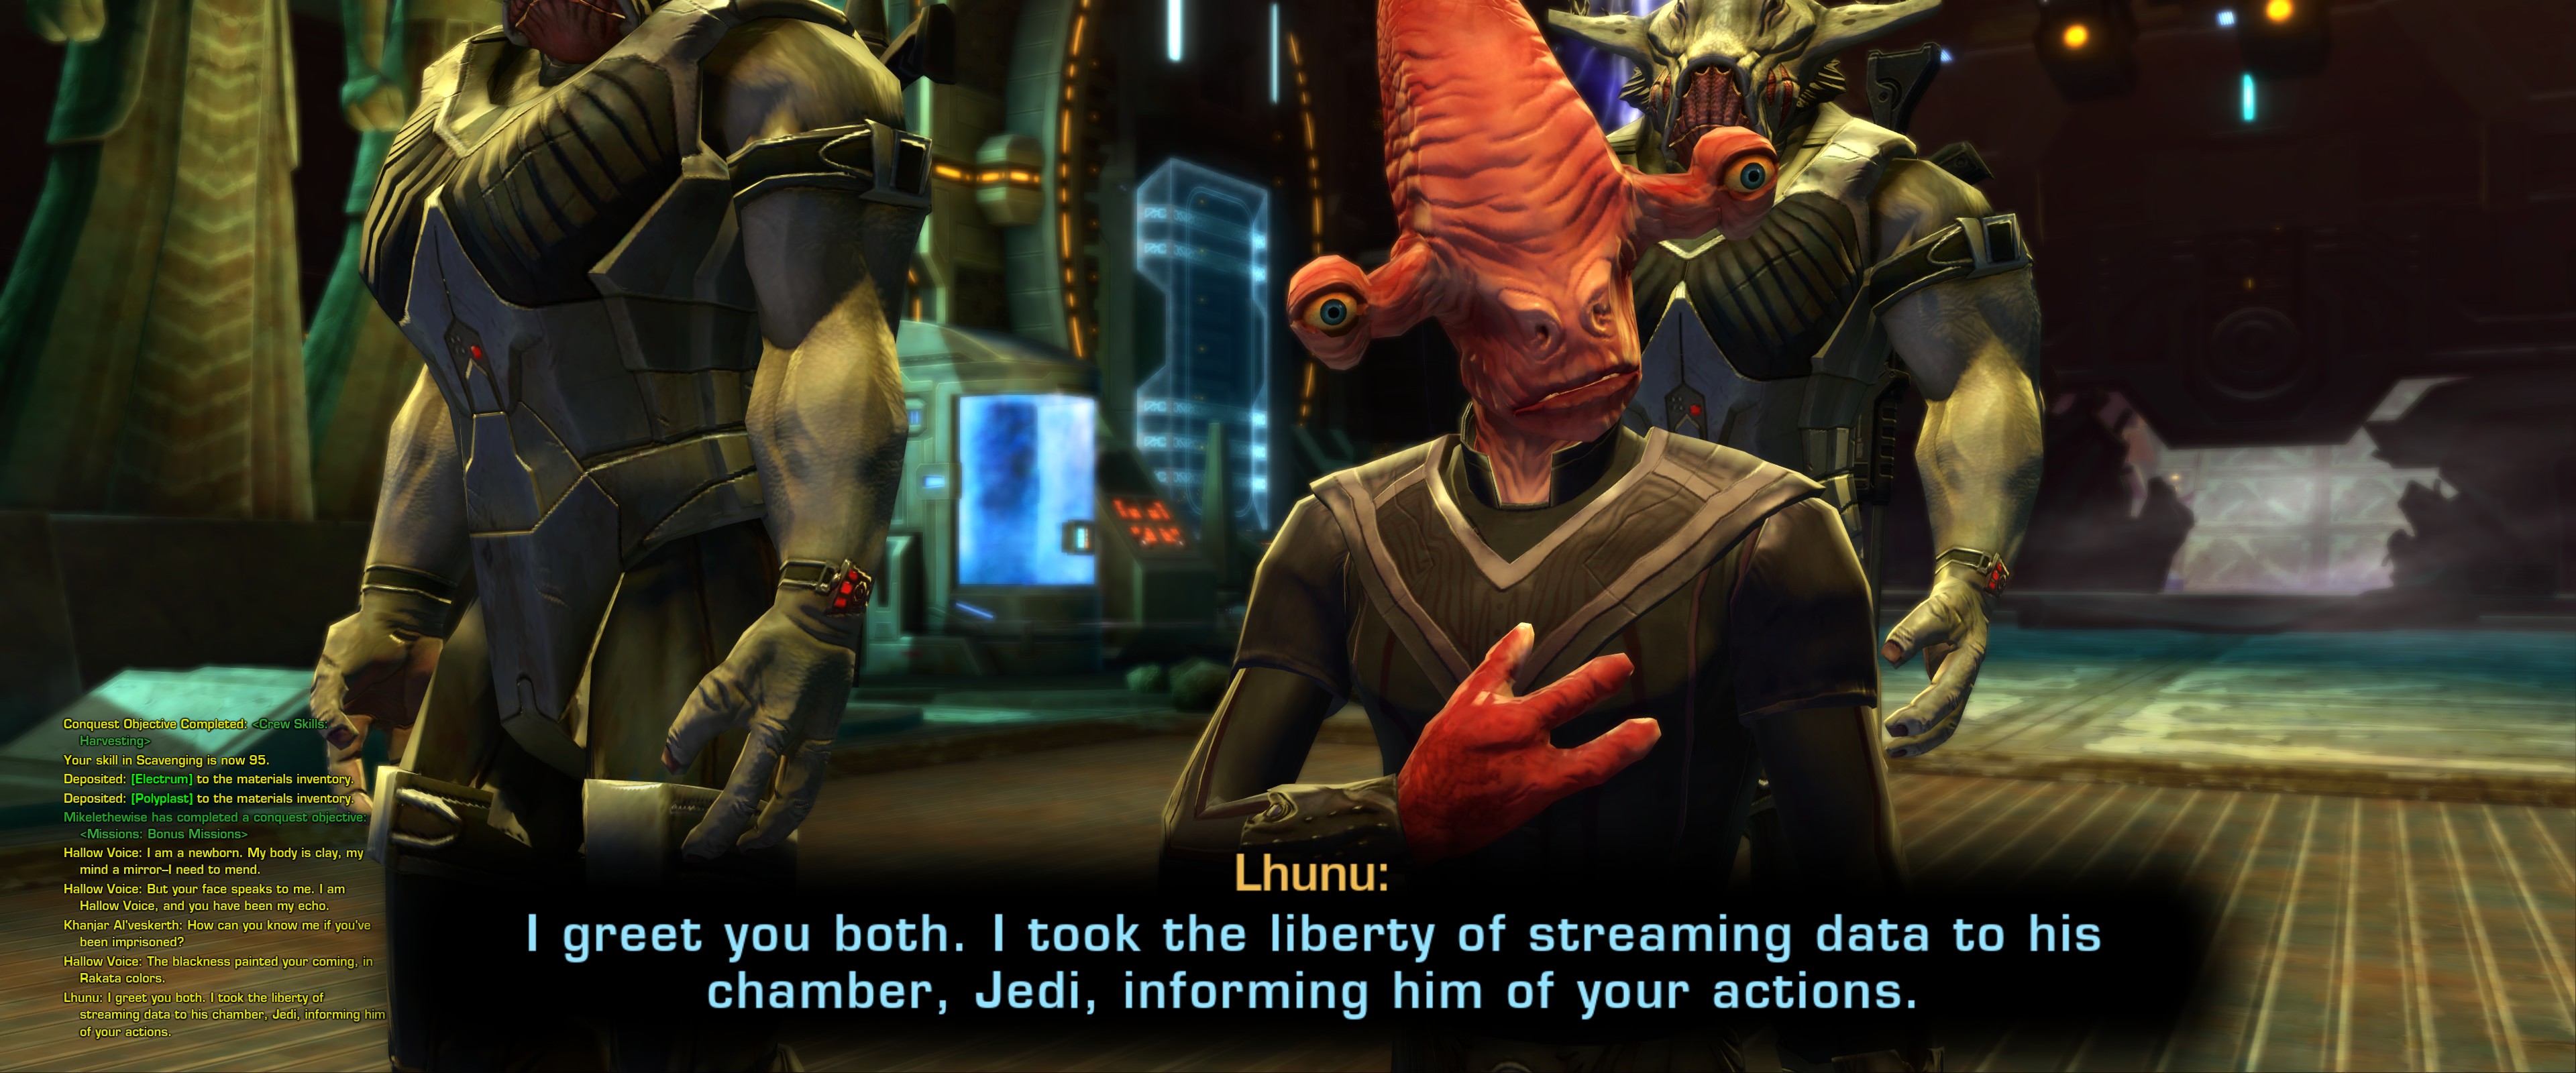 Conquest Objective Completed: <Crew Skills:
Harvesting>
Your skill in Scavenging is now 95.
Deposited: [Electrum] to the materials inventory.
Deposited: [Polyplast] to the materials inventory.
Mikelethewise has completed a conquest objective:
<Missions: Bonus Missions>
Hallow Voice: I am a newborn. My body is clay, my
mind a mirror–I need to mend.
Hallow Voice: But your face speaks to me. I am
Hallow Voice, and you have been my echo.
Khanjar Al'veskerth: How can you know me if you've
been imprisoned?
Hallow Voice: The blackness painted your coming, in
Rakata colors.
Lhunu: I greet you both. I took the liberty of
streaming data to his chamber, Jedi, informing him
of your actions.
Lhunu:
I greet you both. I took the liberty of streaming data to his
chamber, Jedi, informing him of your actions.